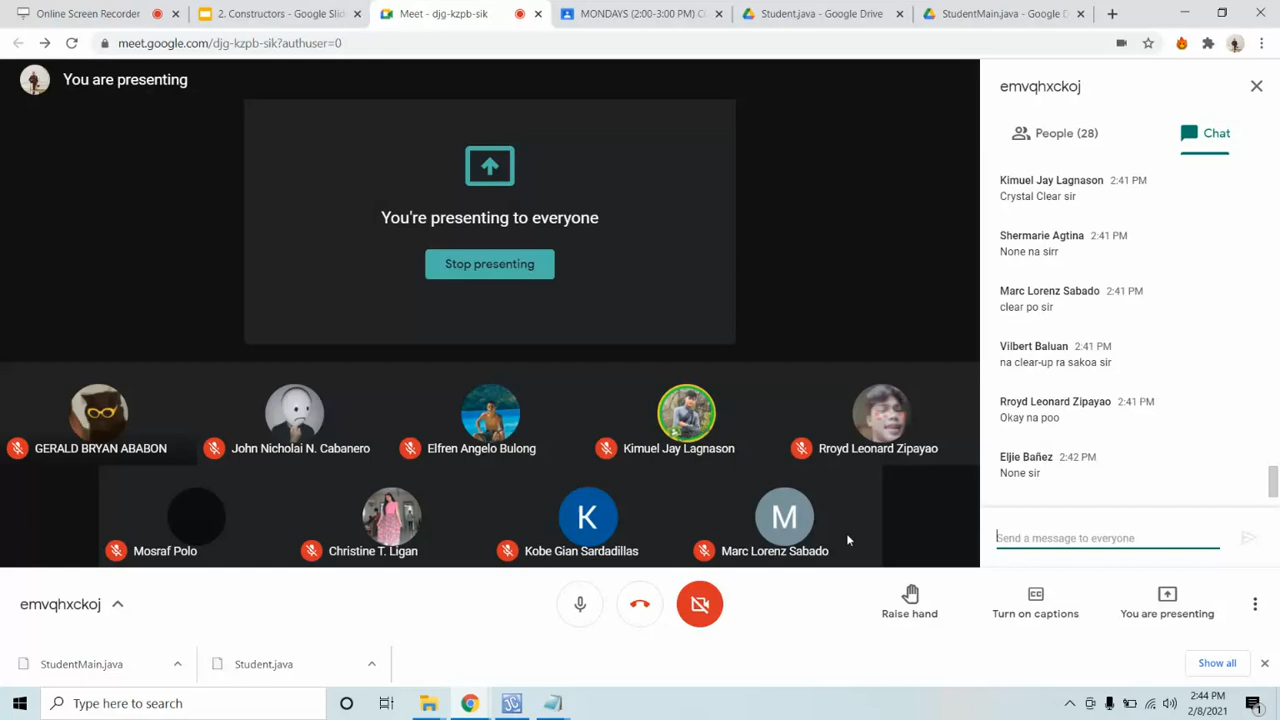 Online Screen Recorder
2. Constructors - Google Slid
Meet - djg-kzpb-sik
MONDAYS (2:00-3:00 PM) CO
Student.java - Google Drive
StudentMain.java - Google D
meet.google.com/djg-kzpb-sik?authuser=0
You are presenting
You're presenting to everyone
Stop presenting
GERALD BRYAN ABABON
John Nicholai N. Cabanero
Elfren Angelo Bulong
Kimuel Jay Lagnason
Rroyd Leonard Zipayao
Mosraf Polo
Christine T. Ligan
K
Kobe Gian Sardadillas
M
Marc Lorenz Sabado
emvqhxckoj
People (28)
Chat
Kimuel Jay Lagnason 2:41 PM
Crystal Clear sir
Shermarie Agtina 2:41 PM
None na sirr
Marc Lorenz Sabado 2:41 PM
clear po sir
Vilbert Baluan 2:41 PM
na clear-up ra sakoa sir
Rroyd Leonard Zipayao 2:41 PM
Okay na poo
Eljie Bañez 2:42 PM
None sir
Send a message to everyone
emvqhxckoj
Raise hand
CC
Turn on captions
You are presenting
StudentMain.java
Student.java
Show all
Type here to search
JC
2:44 PM
2/8/2021
1